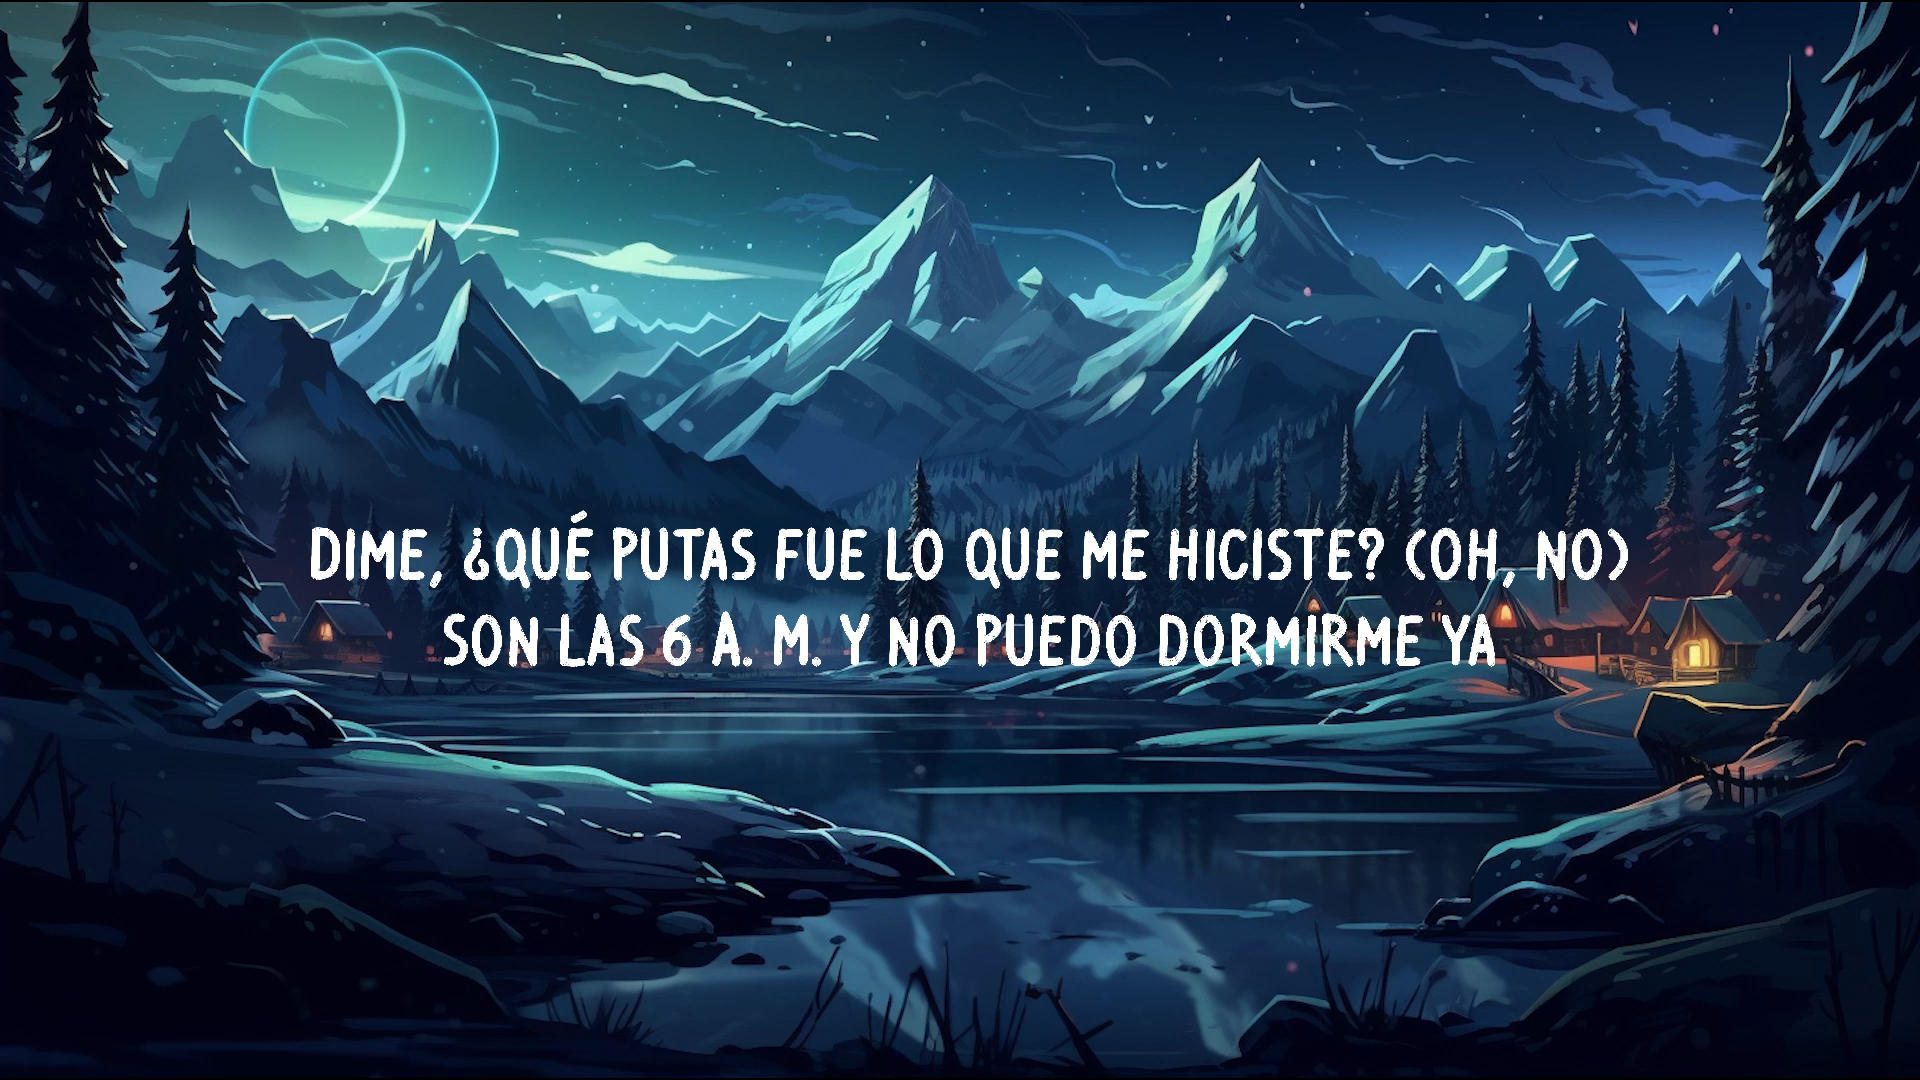 DIME, ¿QUÉ PUTAS FUE LO QUE ME HICISTE? (OH, NO)
SON LAS 6 A. M. Y NO PUEDO DORMIRME YA